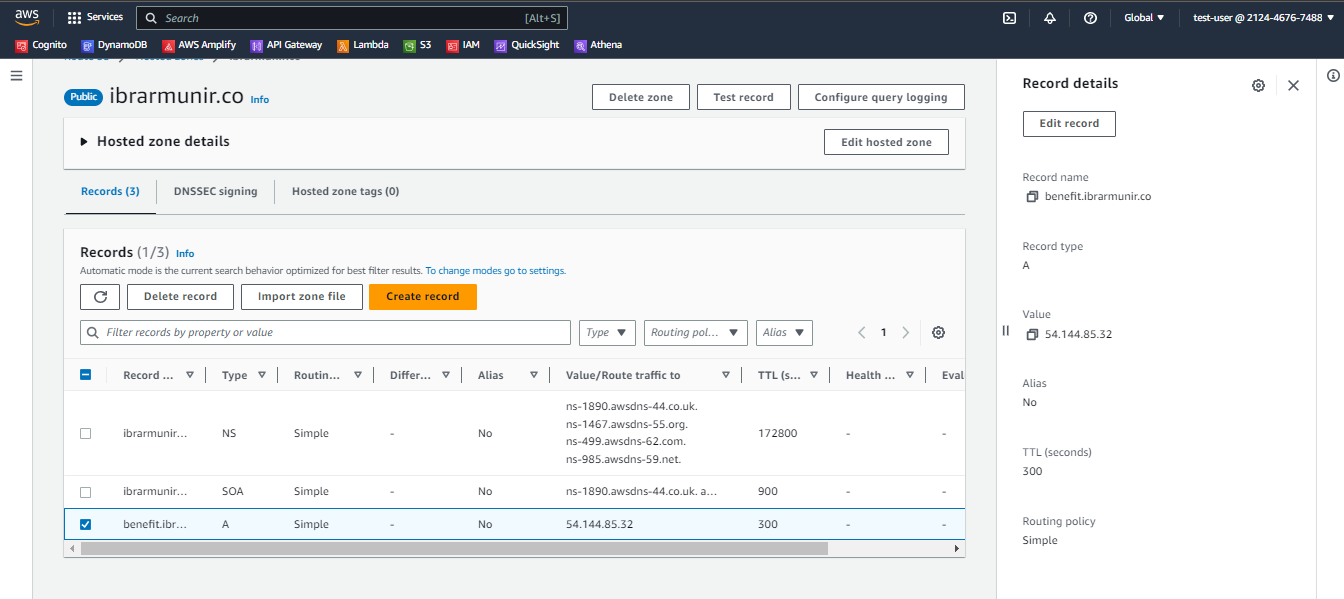 aws
Services
Search
[Alt+S]
Global
test-user @ 2124-4676-7488
Cognito
DynamoDB
AWS Amplify
API Gateway
Lambda
S3
IAM
QuickSight
Athena
Public
ibrarmunir.co
Info
Delete zone
Test record
Configure query logging
Hosted zone details
Edit hosted zone
Records (3)
DNSSEC signing
Hosted zone tags (0)
Records (1/3) Info
Automatic mode is the current search behavior optimized for best filter results. To change modes go to settings.
Delete record
Import zone file
Create record
Filter records by property or value
Type
Routing pol...
Alias
1
Record ... Type Routin... Differ... Alias Value/Route traffic to TTL (s... Health ... Eval
ns-1890.awsdns-44.co.uk.
ns-1467.awsdns-55.org.
ibrarmunir... NS Simple - No 172800 - -
ns-499.awsdns-62.com.
ns-985.awsdns-59.net.
ibrarmunir... SOA Simple - No ns-1890.awsdns-44.co.uk. a... 900 - -
benefit.ibr... A Simple - No 54.144.85.32 300 - -
Record details
Edit record
Record name
benefit.ibrarmunir.co
Record type
A
Value
54.144.85.32
Alias
No
TTL (seconds)
300
Routing policy
Simple